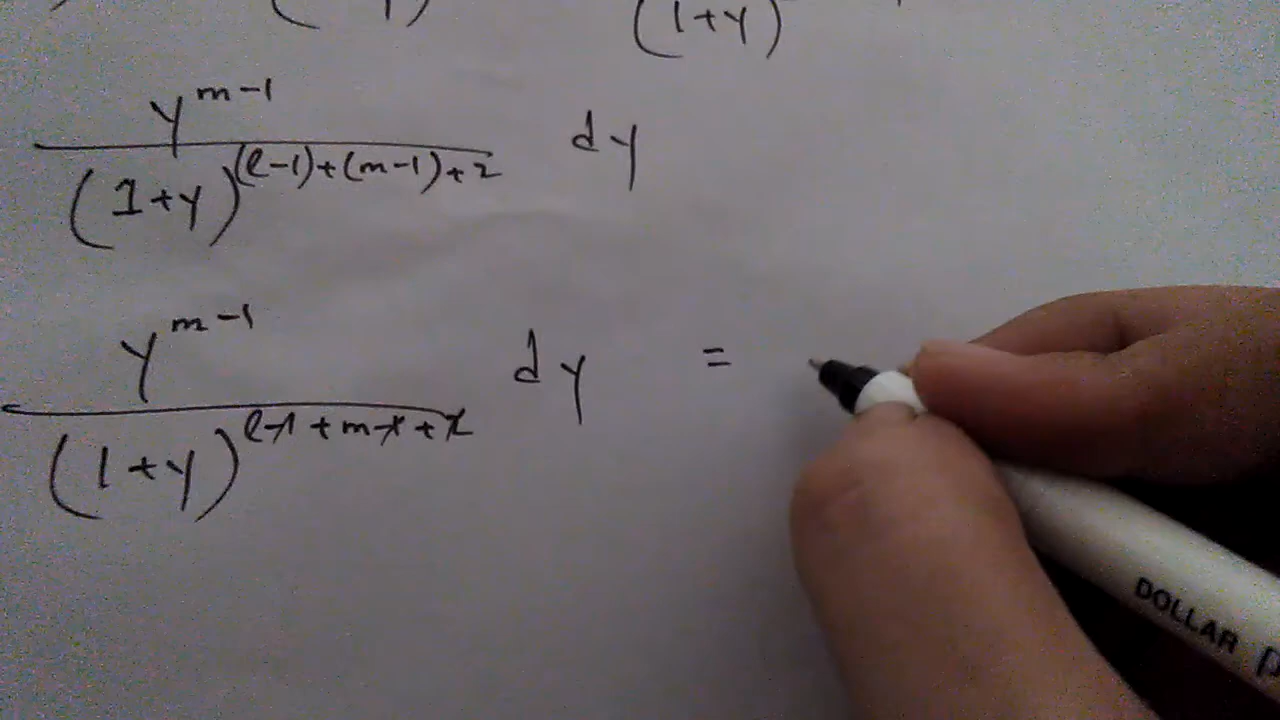 (1+y)
y^{m-1} / (1+y)^{(l-1)+(m-1)+2} dy
y^{m-1} / (1+y)^{l-1+m-1+2} dy =
DOLLAR